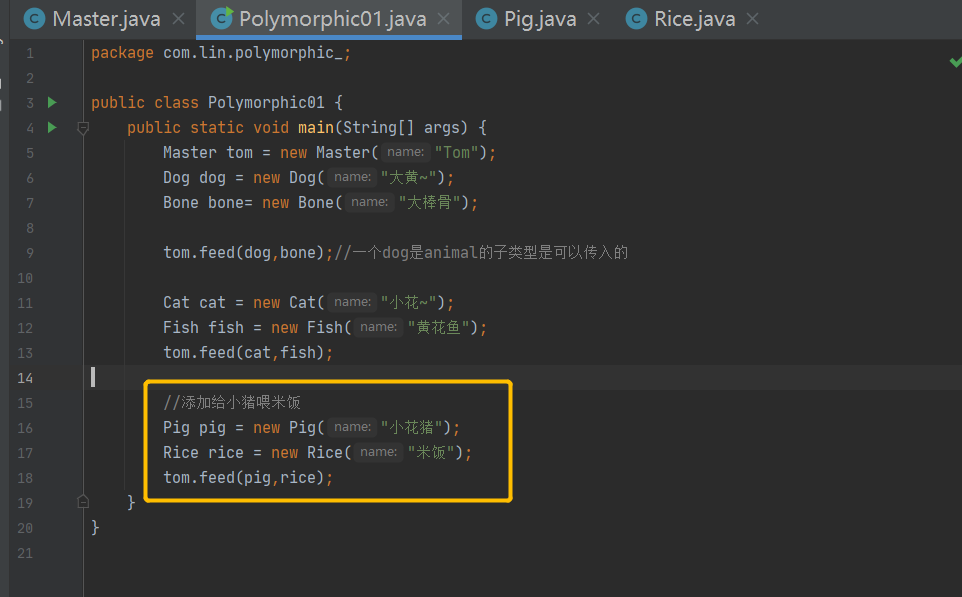 Master.java Polymorphic01.java Pig.java Rice.java
1 package com.lin.polymorphic_;
2
3 public class Polymorphic01 {
4 public static void main(String[] args) {
5 Master tom = new Master( name: "Tom");
6 Dog dog = new Dog( name: "大黄~");
7 Bone bone= new Bone( name: "大棒骨");
8
9 tom.feed(dog,bone);//一个dog是animal的子类型是可以传入的
10
11 Cat cat = new Cat( name: "小花~");
12 Fish fish = new Fish( name: "黄花鱼");
13 tom.feed(cat,fish);
14
15 //添加给小猪喂米饭
16 Pig pig = new Pig( name: "小花猪");
17 Rice rice = new Rice( name: "米饭");
18 tom.feed(pig,rice);
19 }
20 }
21